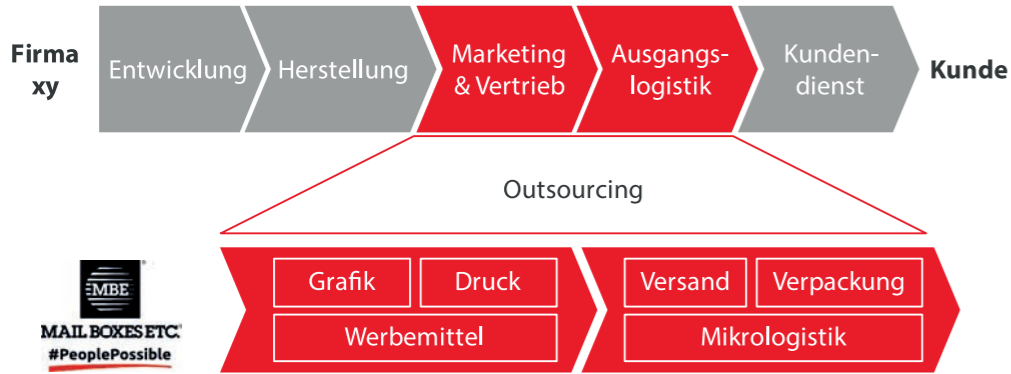 Firma
xy
Entwicklung
Herstellung
Marketing
& Vertrieb
Ausgangs-
logistik
Kunden-
dienst
Kunde
Outsourcing
MBE
MAIL BOXES ETC.®
#PeoplePossible
Grafik
Druck
Werbemittel
Versand
Verpackung
Mikrologistik